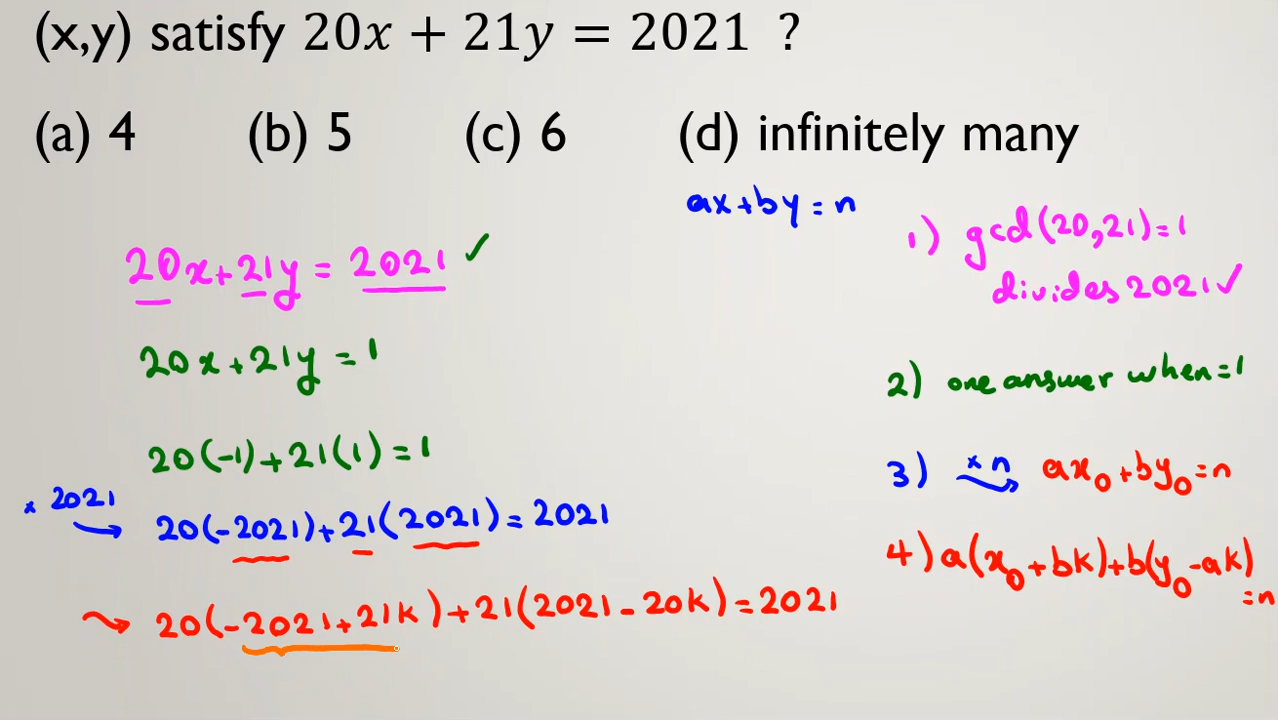 (x,y) satisfy 20x + 21y = 2021 ?
(a) 4 (b) 5 (c) 6 (d) infinitely many
ax+by=n
20x+21y=2021 ✓
1) gcd(20,21)=1
divides 2021 ✓
20x+21y=1
2) one answer when=1
20(-1)+21(1)=1
3) ×n ax₀+by₀=n
× 2021
20(-2021)+21(2021)=2021
4) a(x₀+bk)+b(y₀-ak)
=n
20(-2021+21k)+21(2021-20k)=2021